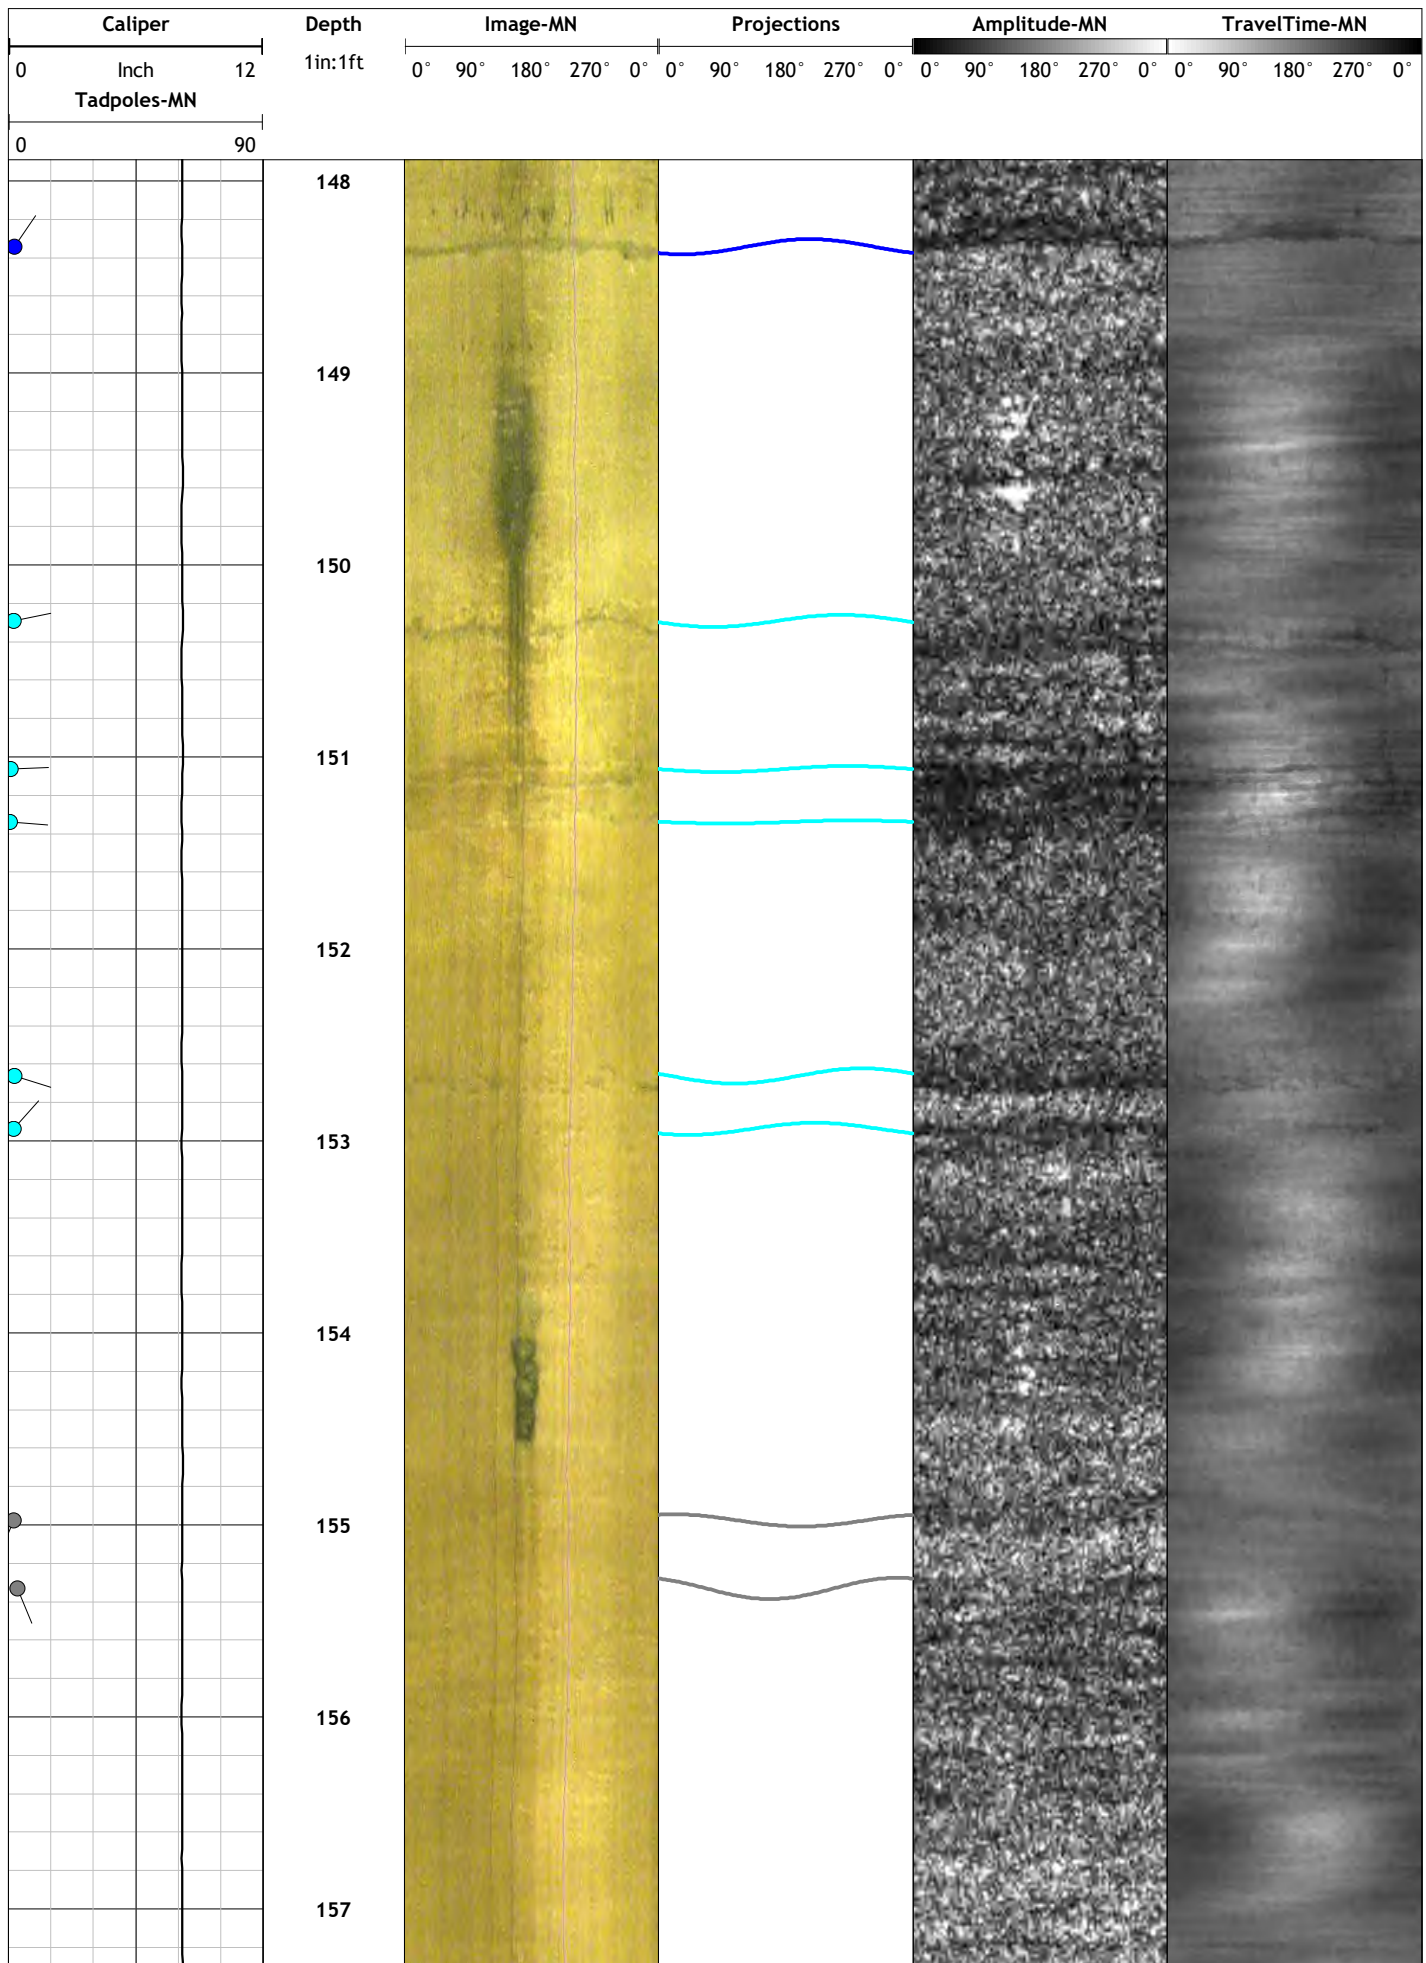 Caliper
0 Inch 12
Tadpoles-MN
0 90
Depth
1in:1ft
Image-MN
0° 90° 180° 270° 0°
Projections
0° 90° 180° 270° 0°
Amplitude-MN
0° 90° 180° 270° 0°
TravelTime-MN
0° 90° 180° 270° 0°
148
149
150
151
152
153
154
155
156
157